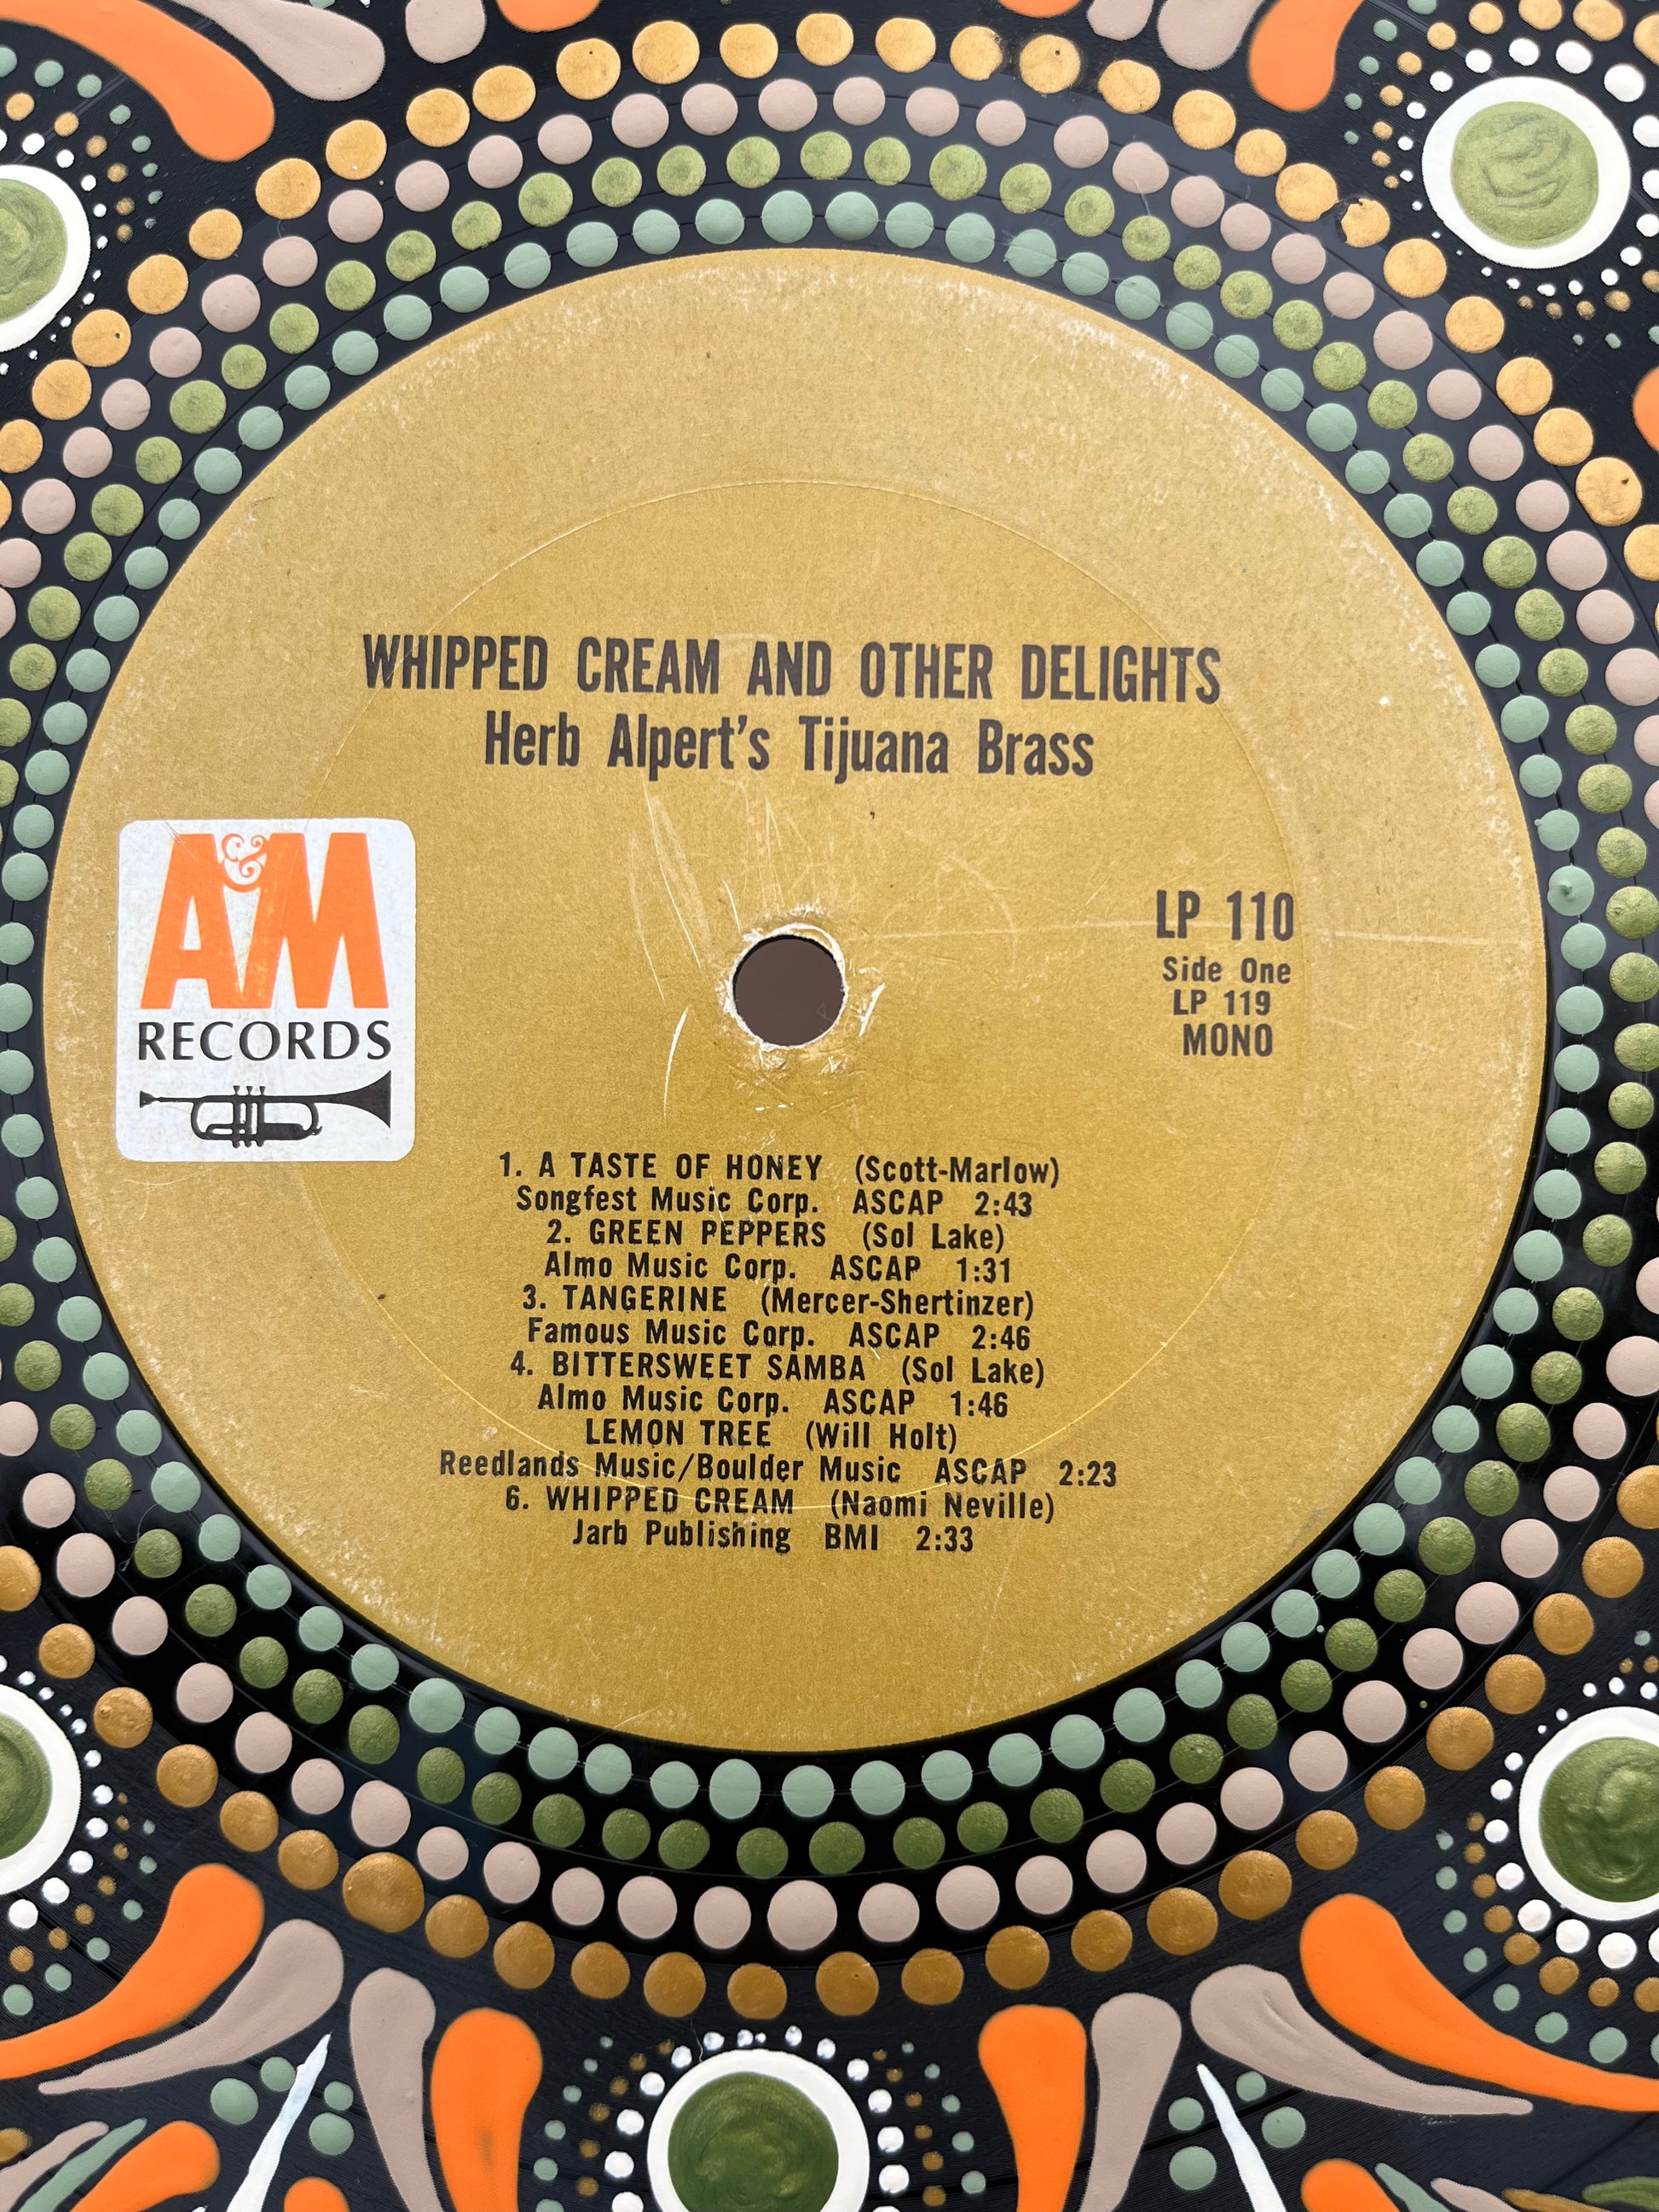 WHIPPED CREAM AND OTHER DELIGHTS
Herb Alpert's Tijuana Brass
A&M
RECORDS
LP 110
Side One
LP 119
MONO
1. A TASTE OF HONEY (Scott-Marlow)
Songfest Music Corp. ASCAP 2:43
2. GREEN PEPPERS (Sol Lake)
Almo Music Corp. ASCAP 1:31
3. TANGERINE (Mercer-Shertinzer)
Famous Music Corp. ASCAP 2:46
4. BITTERSWEET SAMBA (Sol Lake)
Almo Music Corp. ASCAP 1:46
LEMON TREE (Will Holt)
Reedlands Music/Boulder Music ASCAP 2:23
6. WHIPPED CREAM (Naomi Neville)
Jarb Publishing BMI 2:33